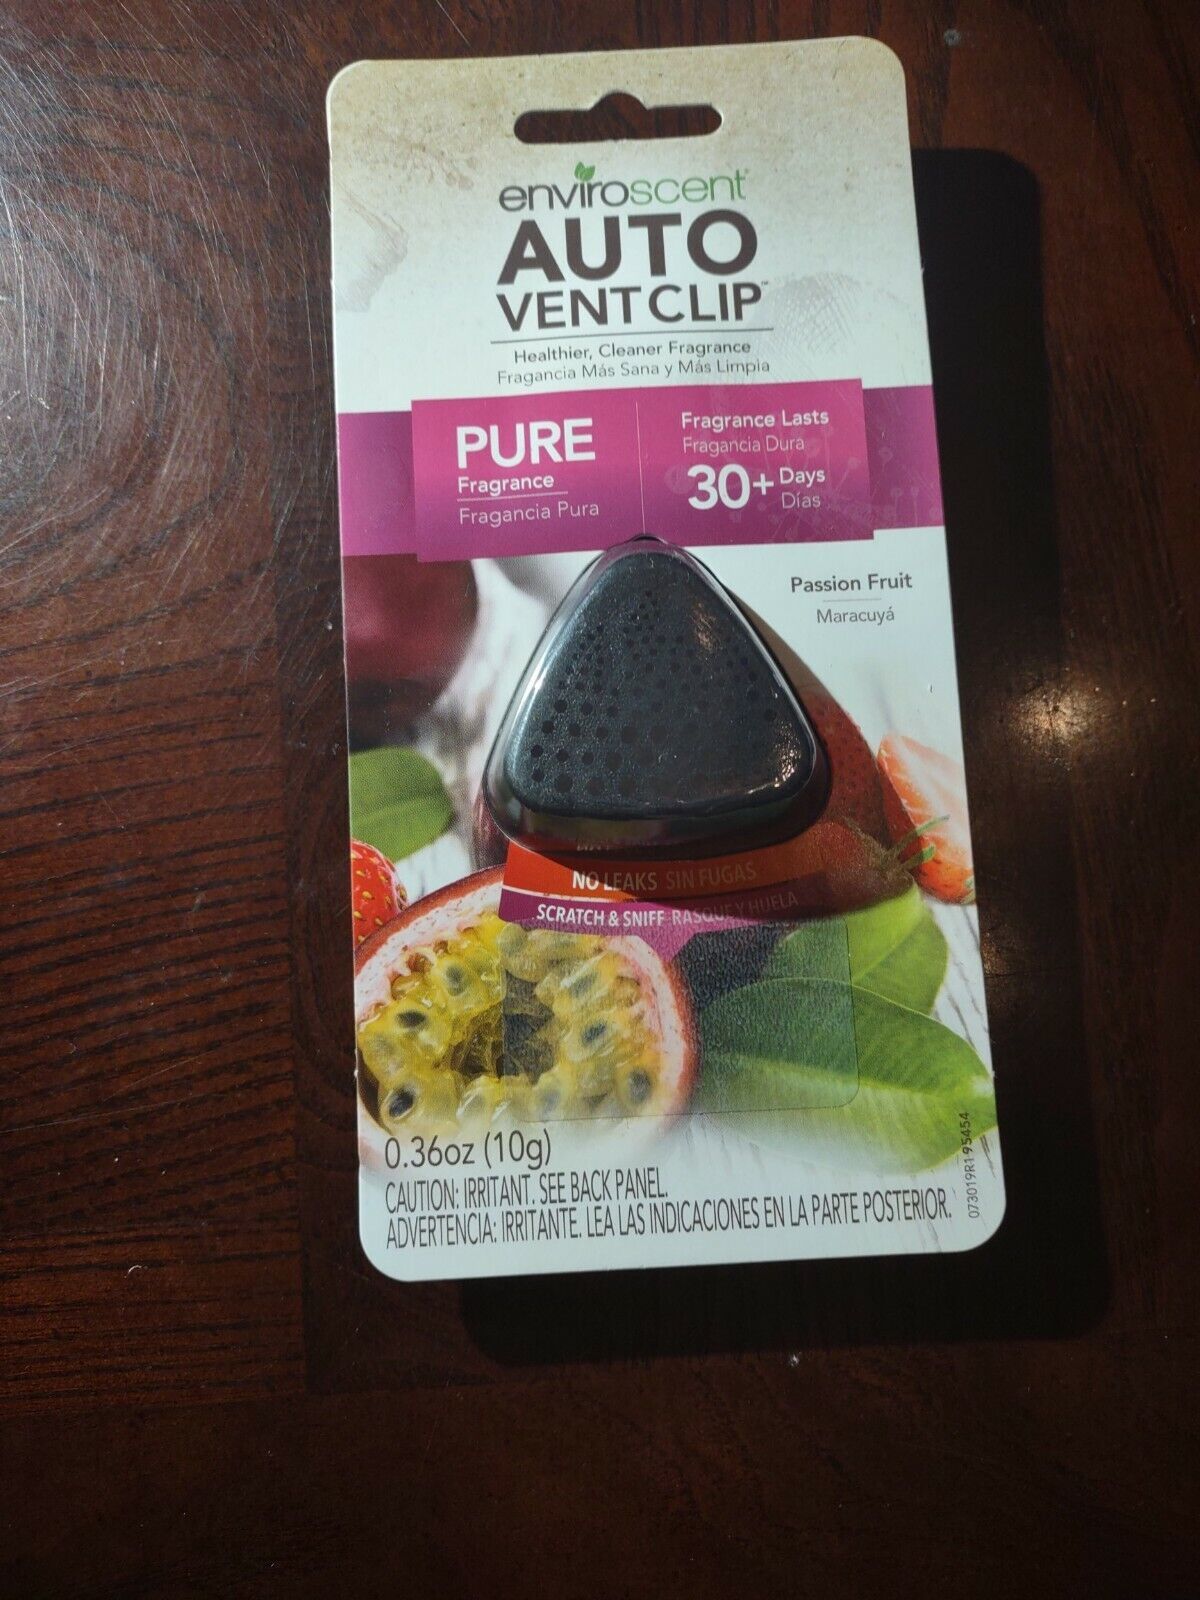 enviroscent
AUTO
VENT CLIP™
Healthier, Cleaner Fragrance
Fragancia Más Sana y Más Limpia
PURE
Fragrance
Fragancia Pura
Fragrance Lasts
Fragancia Dura
30+ Days
Días
Passion Fruit
Maracuyá
NO LEAKS SIN FUGAS
SCRATCH & SNIFF RASQUE Y HUELA
0.36oz (10g)
CAUTION: IRRITANT. SEE BACK PANEL.
ADVERTENCIA: IRRITANTE. LEA LAS INDICACIONES EN LA PARTE POSTERIOR.
073019R1 95454